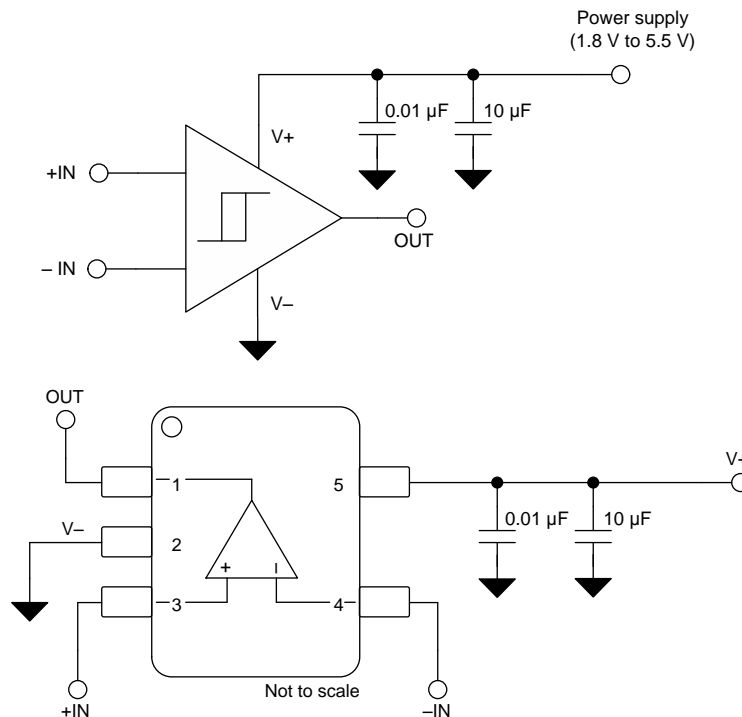 Power supply
(1.8 V to 5.5 V)
0.01 µF
10 µF
V+
+IN
OUT
– IN
V–
OUT
1
5
V–
2
0.01 µF
10 µF
+
–
3
4
Not to scale
+IN
–IN